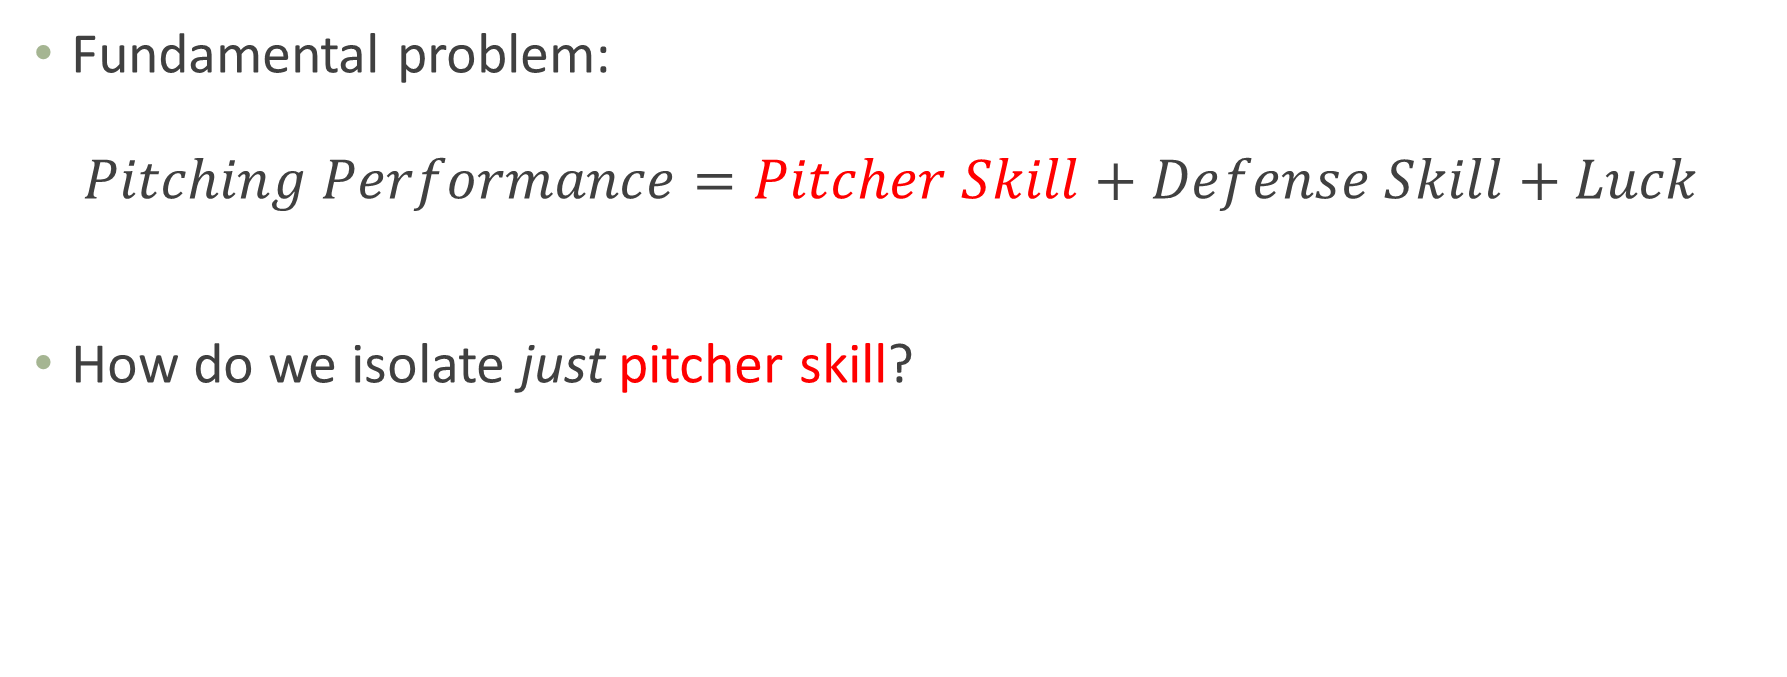 • Fundamental problem:
Pitching Performance = Pitcher Skill + Defense Skill + Luck
• How do we isolate just pitcher skill?